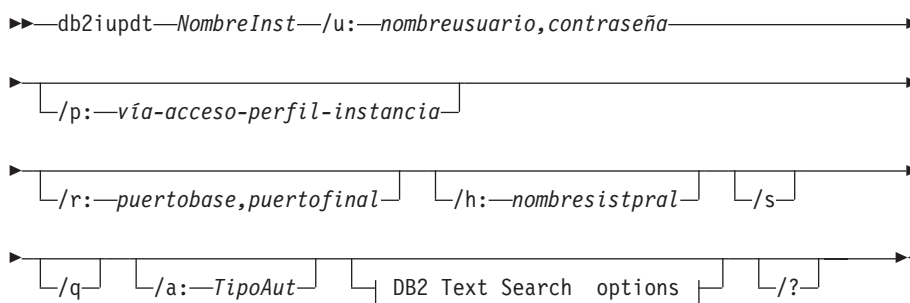 db2iupdt NombreInst /u: nombreusuario,contraseña
/p: vía-acceso-perfil-instancia
/r: puertobase,puertofinal /h: nombresistpral /s
/q /a: TipoAut DB2 Text Search options /?